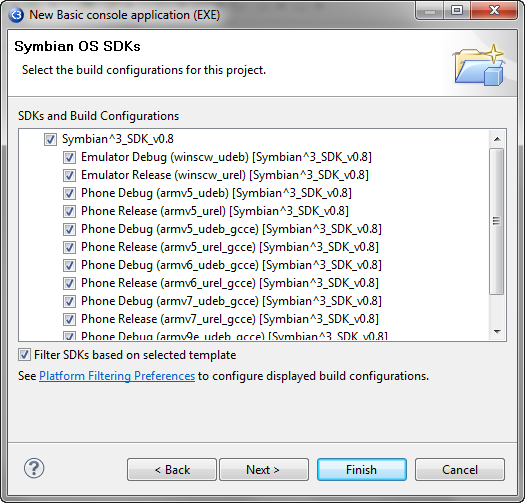 New Basic console application (EXE)
Symbian OS SDKs
Select the build configurations for this project.
SDKs and Build Configurations
Symbian^3_SDK_v0.8
Emulator Debug (winscw_udeb) [Symbian^3_SDK_v0.8]
Emulator Release (winscw_urel) [Symbian^3_SDK_v0.8]
Phone Debug (armv5_udeb) [Symbian^3_SDK_v0.8]
Phone Release (armv5_urel) [Symbian^3_SDK_v0.8]
Phone Debug (armv5_udeb_gcce) [Symbian^3_SDK_v0.8]
Phone Release (armv5_urel_gcce) [Symbian^3_SDK_v0.8]
Phone Debug (armv6_udeb_gcce) [Symbian^3_SDK_v0.8]
Phone Release (armv6_urel_gcce) [Symbian^3_SDK_v0.8]
Phone Debug (armv7_udeb_gcce) [Symbian^3_SDK_v0.8]
Phone Release (armv7_urel_gcce) [Symbian^3_SDK_v0.8]
Phone Debug (armv9e_udeb_gcce) [Symbian^3_SDK_v0.8]
Filter SDKs based on selected template
See Platform Filtering Preferences to configure displayed build configurations.
? < Back Next > Finish Cancel